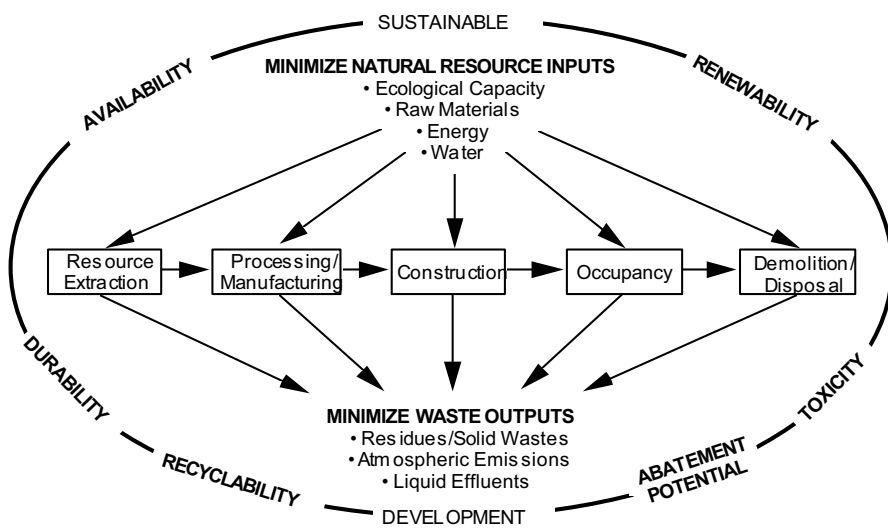 SUSTAINABLE
AVAILABILITY
RENEWABILITY
MINIMIZE NATURAL RESOURCE INPUTS
• Ecological Capacity
• Raw Materials
• Energy
• Water
Resource
Extraction
Processing/
Manufacturing
Construction
Occupancy
Demolition/
Disposal
DURABILITY
TOXICITY
MINIMIZE WASTE OUTPUTS
• Residues/Solid Wastes
• Atmospheric Emissions
• Liquid Effluents
RECYCLABILITY
ABATEMENT
POTENTIAL
DEVELOPMENT